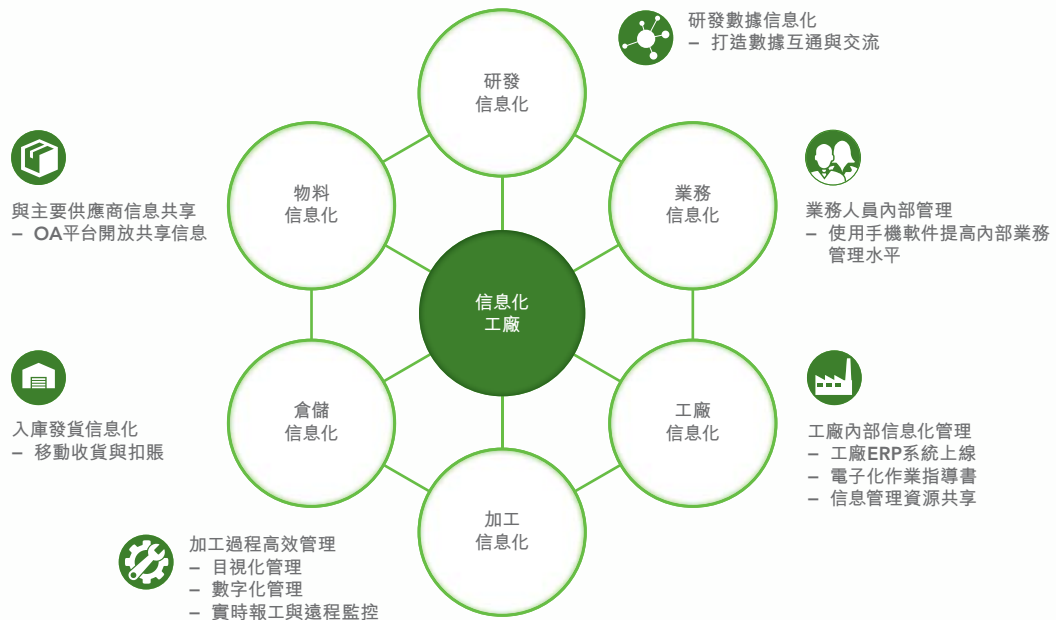 研發數據信息化
– 打造數據互通與交流
研發
信息化
物料
信息化
業務
信息化
與主要供應商信息共享
– OA平台開放共享信息
業務人員內部管理
– 使用手機軟件提高內部業務
管理水平
信息化
工廠
倉儲
信息化
工廠
信息化
入庫發貨信息化
– 移動收貨與扣賬
工廠內部信息化管理
– 工廠ERP系統上線
– 電子化作業指導書
– 信息管理資源共享
加工
信息化
加工過程高效管理
– 目視化管理
– 數字化管理
– 實時報工與遠程監控